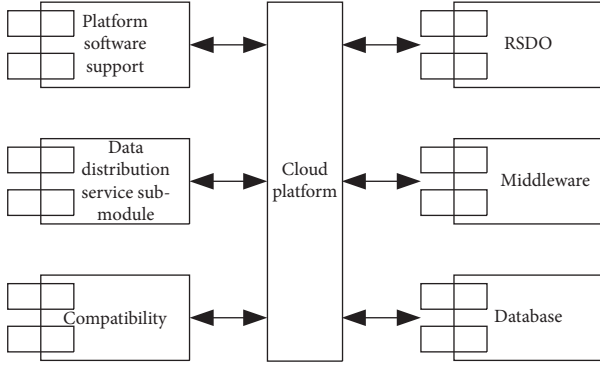 Platform
software
support
Data
distribution
service sub-
module
Compatibility
Cloud
platform
RSDO
Middleware
Database